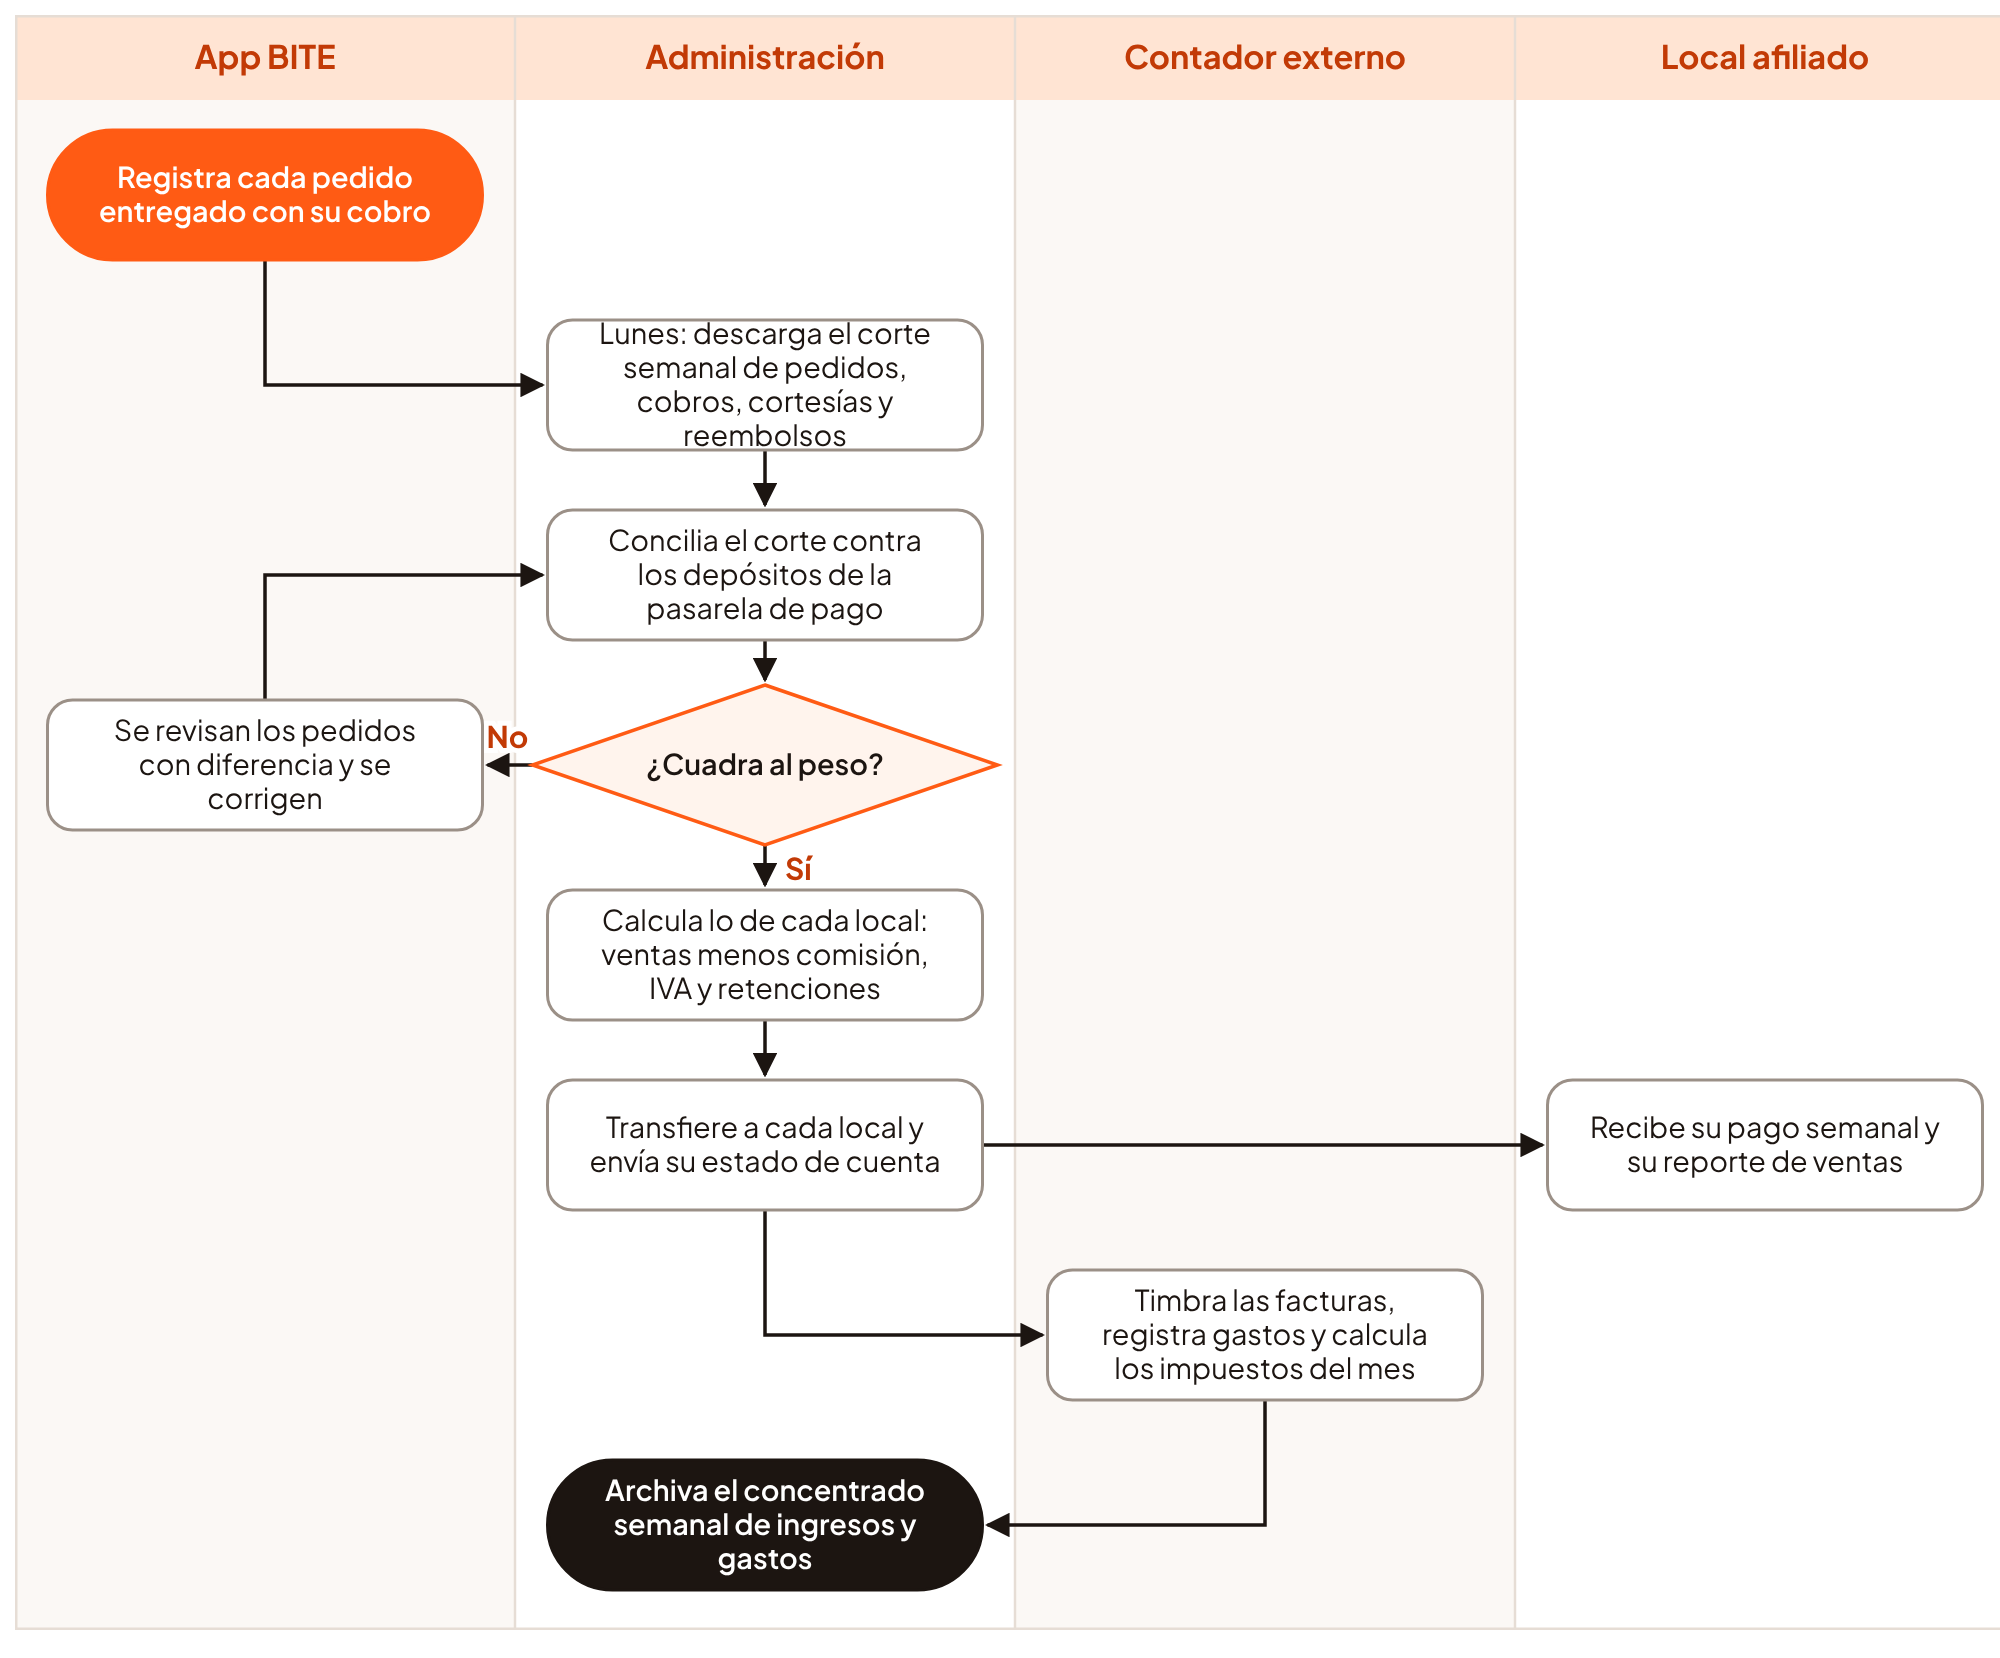 App BITE
Administración
Contador externo
Local afiliado
Registra cada pedido
entregado con su cobro
Lunes: descarga el corte
semanal de pedidos,
cobros, cortesías y
reembolsos
Concilia el corte contra
los depósitos de la
pasarela de pago
Se revisan los pedidos
con diferencia y se
corrigen
No
¿Cuadra al peso?
Sí
Calcula lo de cada local:
ventas menos comisión,
IVA y retenciones
Transfiere a cada local y
envía su estado de cuenta
Recibe su pago semanal y
su reporte de ventas
Timbra las facturas,
registra gastos y calcula
los impuestos del mes
Archiva el concentrado
semanal de ingresos y
gastos